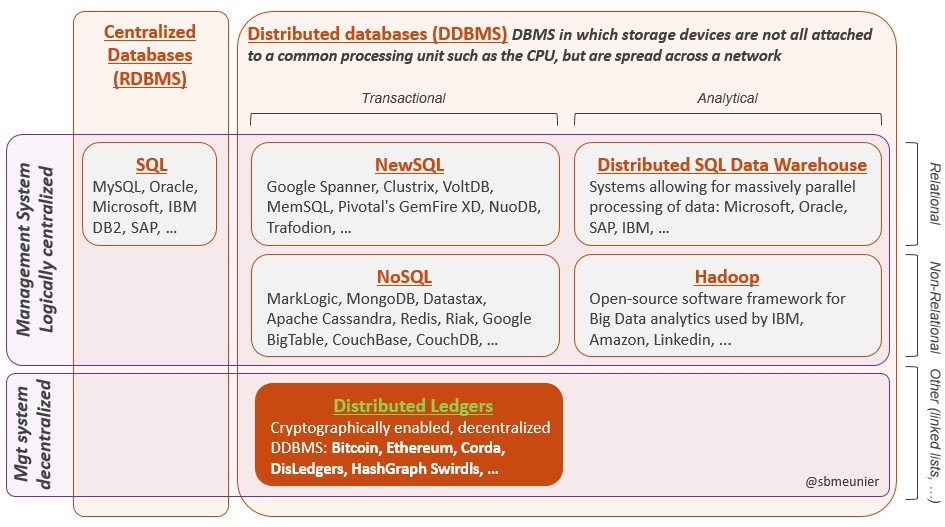 Centralized
Databases
(RDBMS)
Distributed databases (DDBMS) DBMS in which storage devices are not all attached
to a common processing unit such as the CPU, but are spread across a network
Transactional
Analytical
Management System
Logically centralized
SQL
MySQL, Oracle,
Microsoft, IBM
DB2, SAP, ...
NewSQL
Google Spanner, Clustrix, VoltDB,
MemSQL, Pivotal's GemFire XD, NuoDB,
Trafodion, ...
Distributed SQL Data Warehouse
Systems allowing for massively parallel
processing of data: Microsoft, Oracle,
SAP, IBM, ...
Relational
NoSQL
MarkLogic, MongoDB, Datastax,
Apache Cassandra, Redis, Riak, Google
BigTable, CouchBase, CouchDB, ...
Hadoop
Open-source software framework for
Big Data analytics used by IBM,
Amazon, Linkedin, ...
Non-Relational
Mgt system
decentralized
Distributed Ledgers
Cryptographically enabled, decentralized
DDBMS: Bitcoin, Ethereum, Corda,
DisLedgers, HashGraph Swirdls, ...
Other (linked
lists, ...)
@sbmeunier